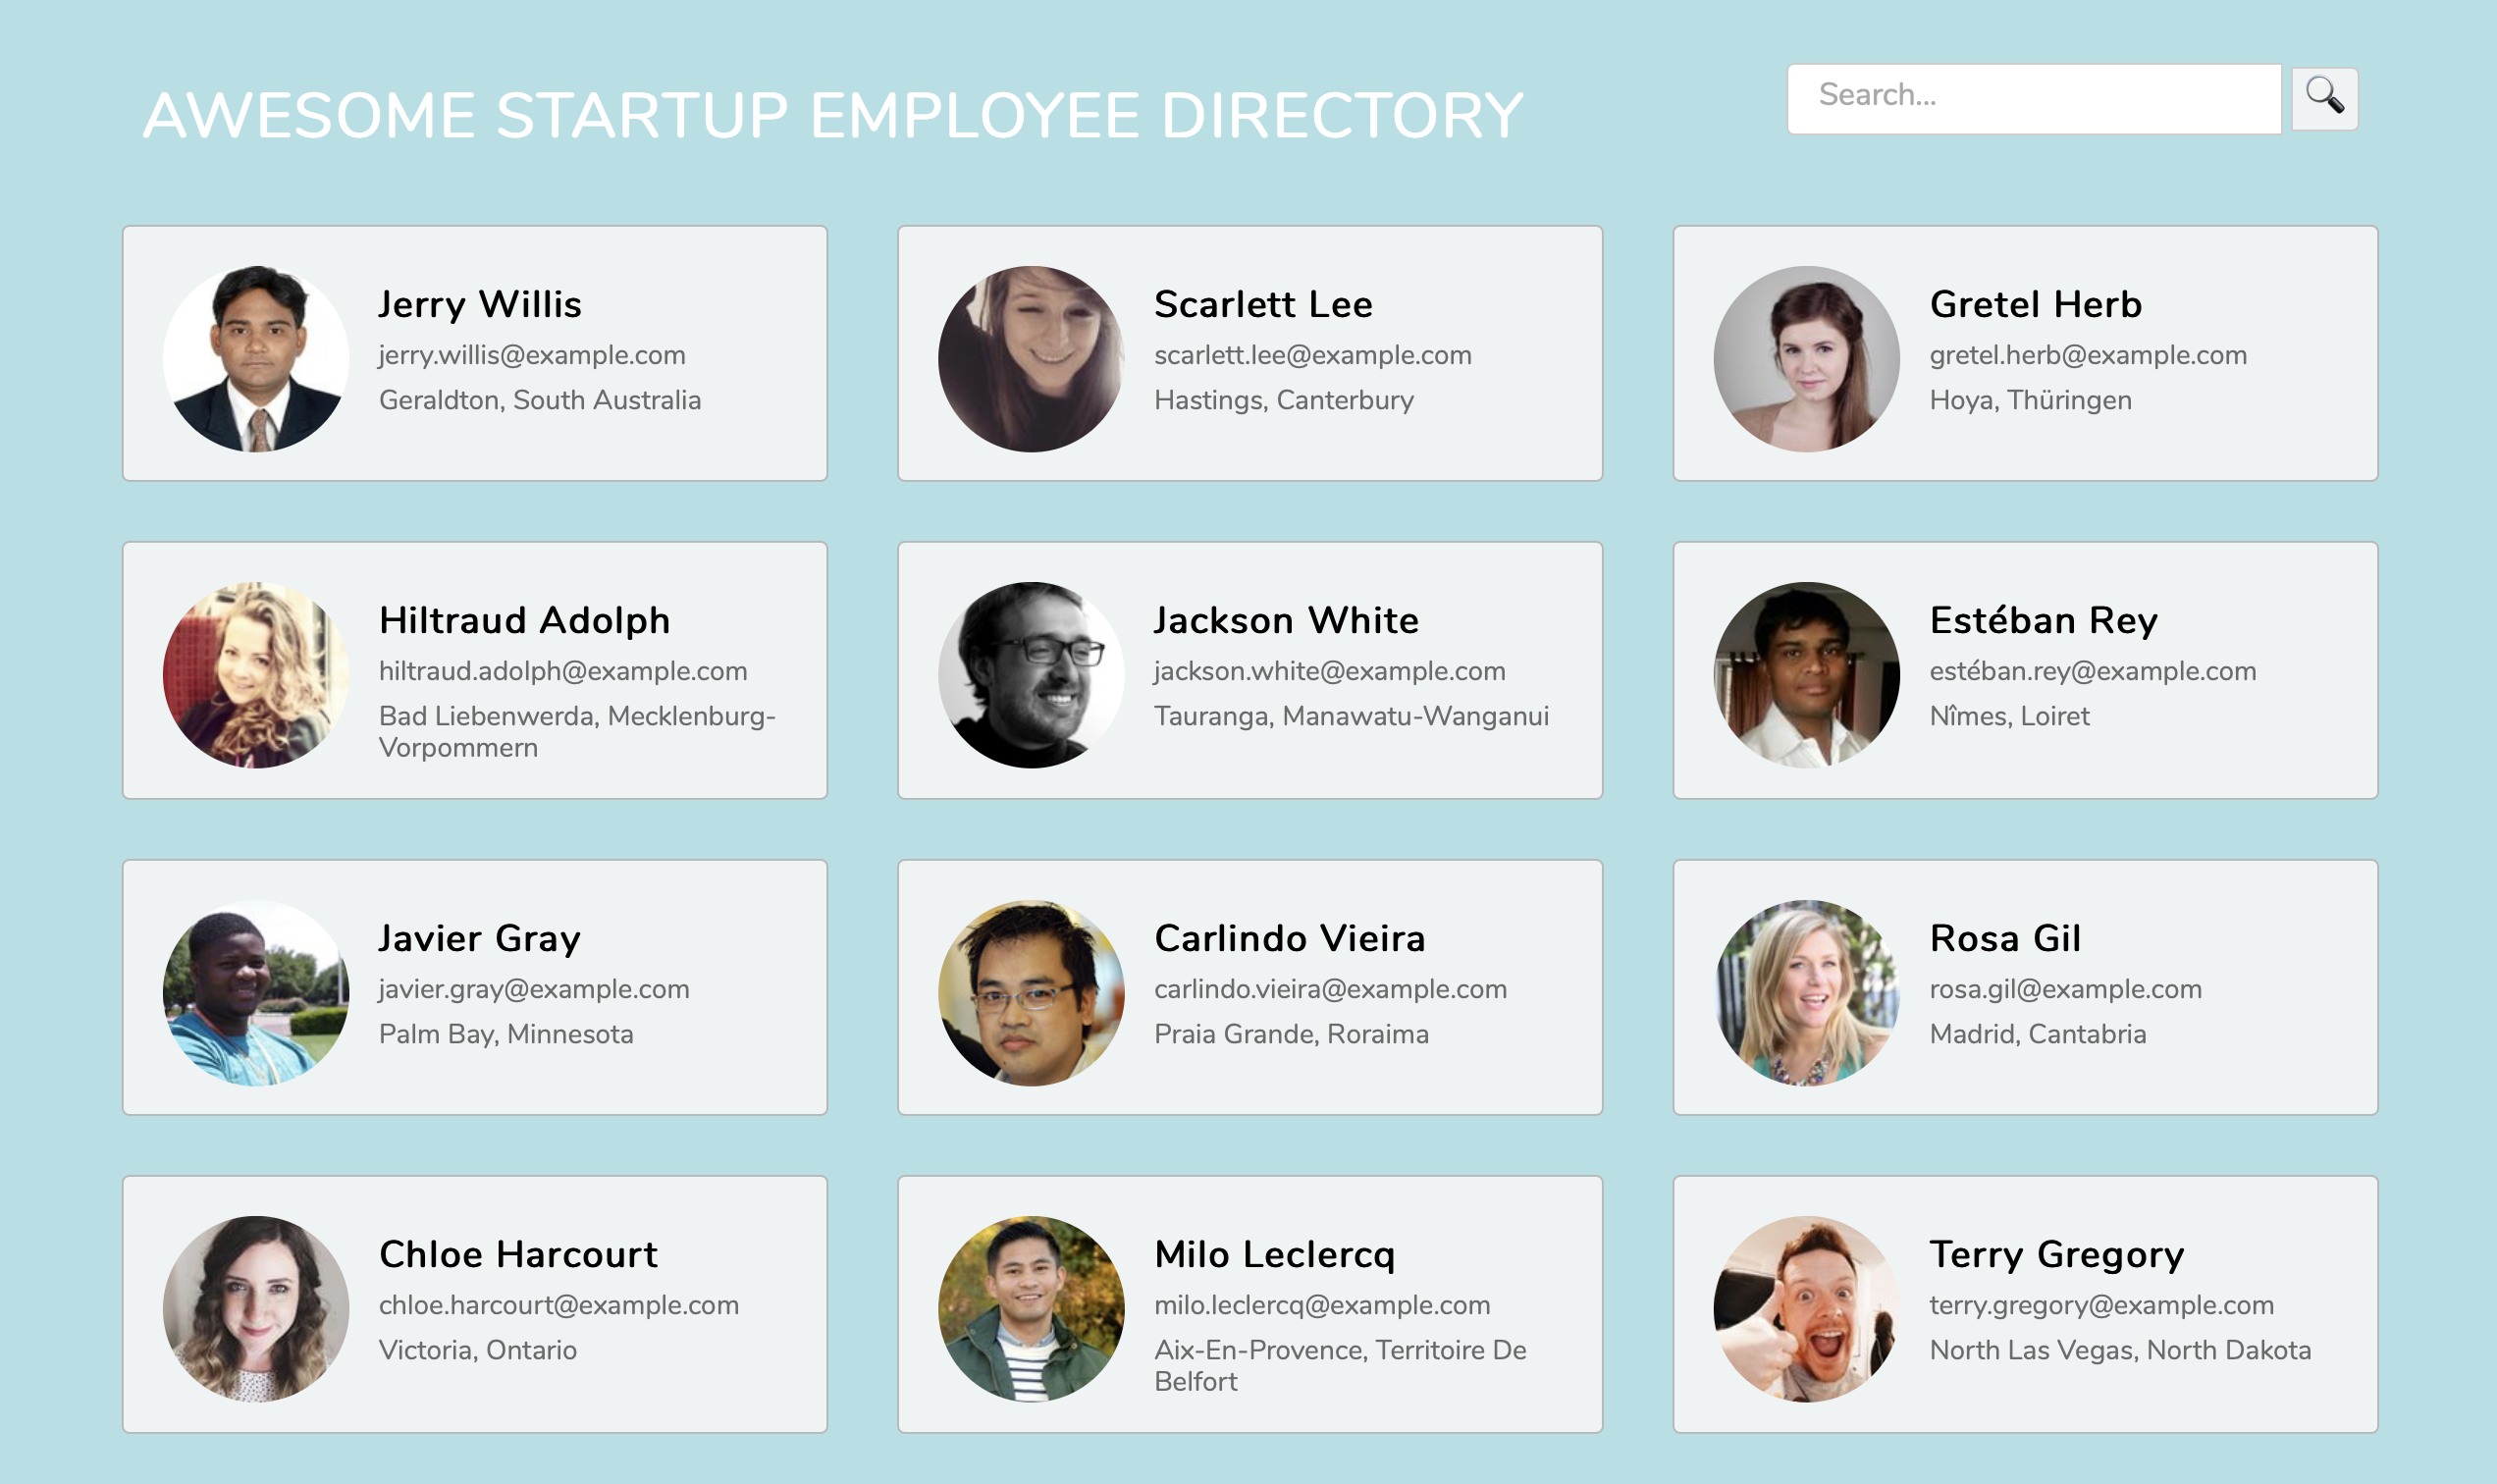 AWESOME STARTUP EMPLOYEE DIRECTORY
Search...
Jerry Willis
jerry.willis@example.com
Geraldton, South Australia
Scarlett Lee
scarlett.lee@example.com
Hastings, Canterbury
Gretel Herb
gretel.herb@example.com
Hoya, Thüringen
Hiltraud Adolph
hiltraud.adolph@example.com
Bad Liebenwerda, Mecklenburg-
Vorpommern
Jackson White
jackson.white@example.com
Tauranga, Manawatu-Wanganui
Estéban Rey
estéban.rey@example.com
Nîmes, Loiret
Javier Gray
javier.gray@example.com
Palm Bay, Minnesota
Carlindo Vieira
carlindo.vieira@example.com
Praia Grande, Roraima
Rosa Gil
rosa.gil@example.com
Madrid, Cantabria
Chloe Harcourt
chloe.harcourt@example.com
Victoria, Ontario
Milo Leclercq
milo.leclercq@example.com
Aix-En-Provence, Territoire De
Belfort
Terry Gregory
terry.gregory@example.com
North Las Vegas, North Dakota